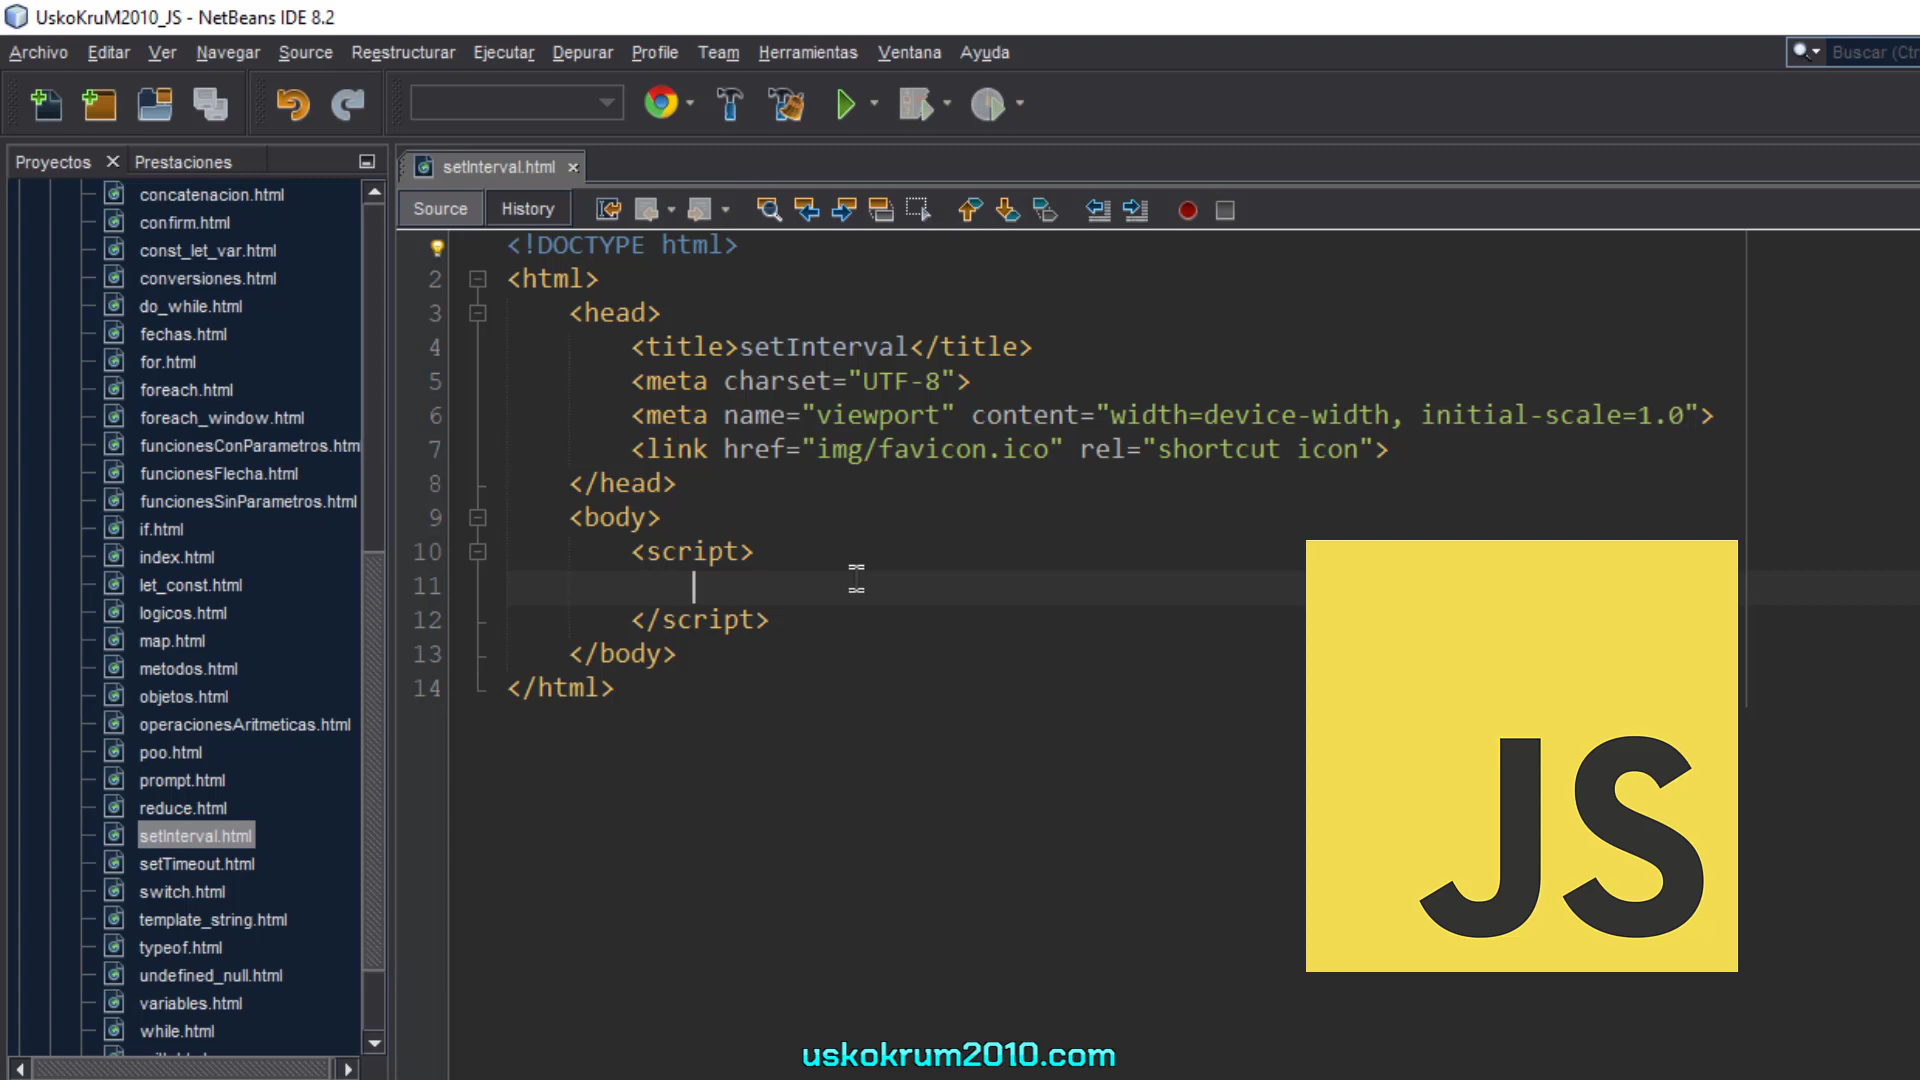 UskoKruM2010_JS - NetBeans IDE 8.2
Archivo Editar Ver Navegar Source Reestructurar Ejecutar Depurar Profile Team Herramientas Ventana Ayuda
Buscar (Ctr
Proyectos Prestaciones
setInterval.html
Source History
concatenacion.html
confirm.html
const_let_var.html
conversiones.html
do_while.html
fechas.html
for.html
foreach.html
foreach_window.html
funcionesConParametros.htm
funcionesFlecha.html
funcionesSinParametros.html
if.html
index.html
let_const.html
logicos.html
map.html
metodos.html
objetos.html
operacionesAritmeticas.html
poo.html
prompt.html
reduce.html
setInterval.html
setTimeout.html
switch.html
template_string.html
typeof.html
undefined_null.html
variables.html
while.html
<!DOCTYPE html>
2 <html>
3 <head>
4 <title>setInterval</title>
5 <meta charset="UTF-8">
6 <meta name="viewport" content="width=device-width, initial-scale=1.0">
7 <link href="img/favicon.ico" rel="shortcut icon">
8 </head>
9 <body>
10 <script>
11
12 </script>
13 </body>
14 </html>
JS
uskokrum2010.com